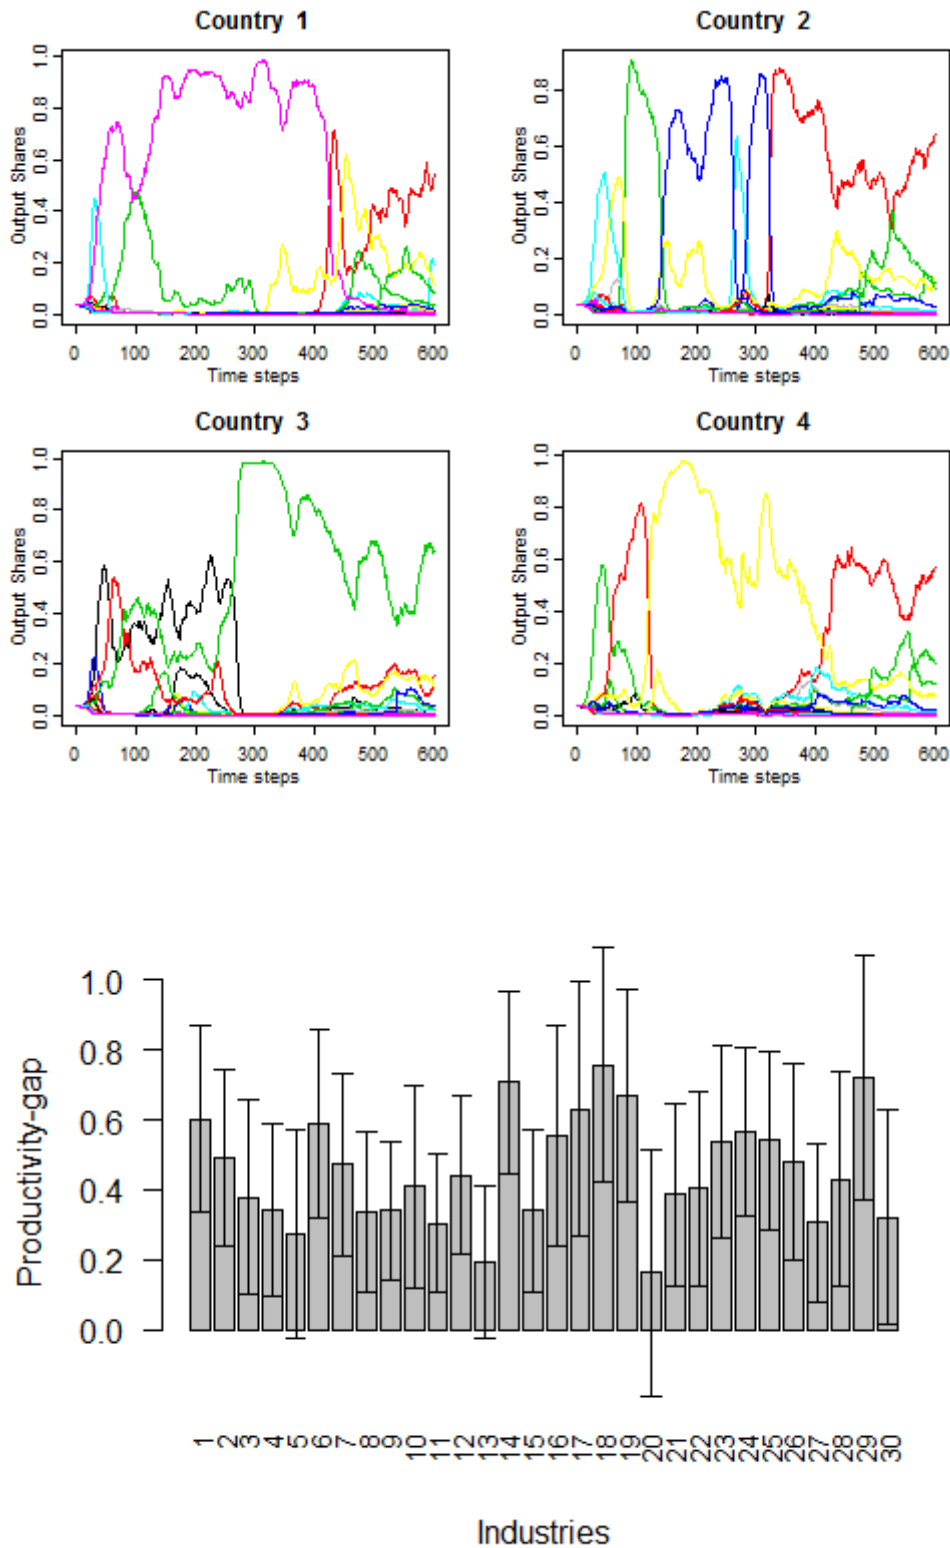 Country 1
Country 2
Output Shares
0.0 0.2 0.4 0.6 0.8 1.0
0 100 200 300 400 500 600
Time steps
Output Shares
0.0 0.2 0.4 0.6 0.8
0 100 200 300 400 500 600
Time steps
Country 3
Country 4
Output Shares
0.0 0.2 0.4 0.6 0.8 1.0
0 100 200 300 400 500 600
Time steps
Output Shares
0.0 0.2 0.4 0.6 0.8 1.0
0 100 200 300 400 500 600
Time steps
Productivity-gap
1.0
0.8
0.6
0.4
0.2
0.0
1 2 3 4 5 6 7 8 9 10 11 12 13 14 15 16 17 18 19 20 21 22 23 24 25 26 27 28 29 30
Industries